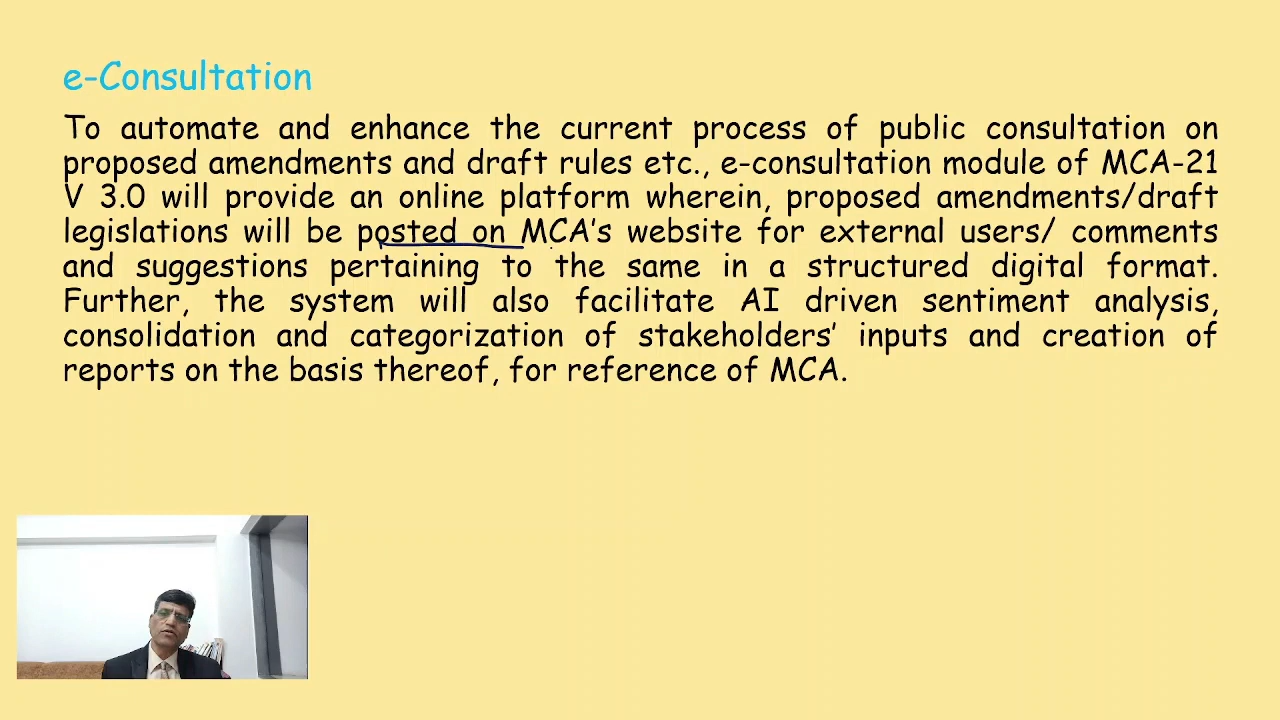 e-Consultation
To automate and enhance the current process of public consultation on
proposed amendments and draft rules etc., e-consultation module of MCA-21
V 3.0 will provide an online platform wherein, proposed amendments/draft
legislations will be posted on MCA's website for external users/ comments
and suggestions pertaining to the same in a structured digital format.
Further, the system will also facilitate AI driven sentiment analysis,
consolidation and categorization of stakeholders' inputs and creation of
reports on the basis thereof, for reference of MCA.